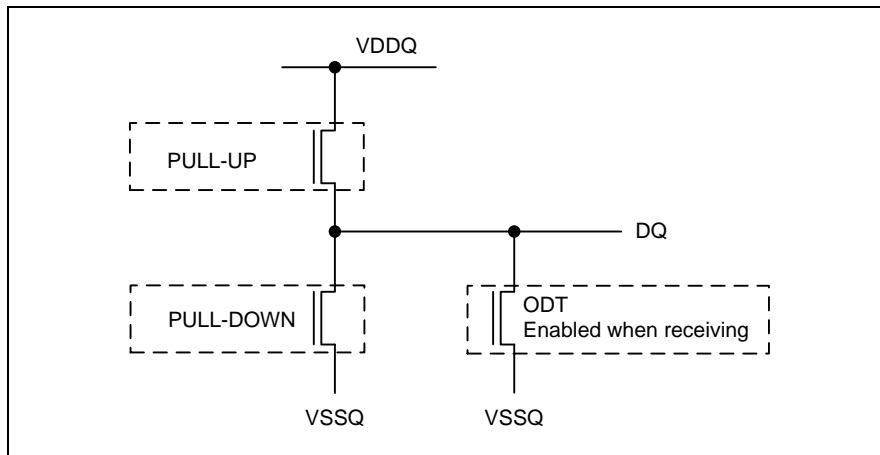 VDDQ
PULL-UP
DQ
PULL-DOWN
ODT
Enabled when receiving
VSSQ
VSSQ